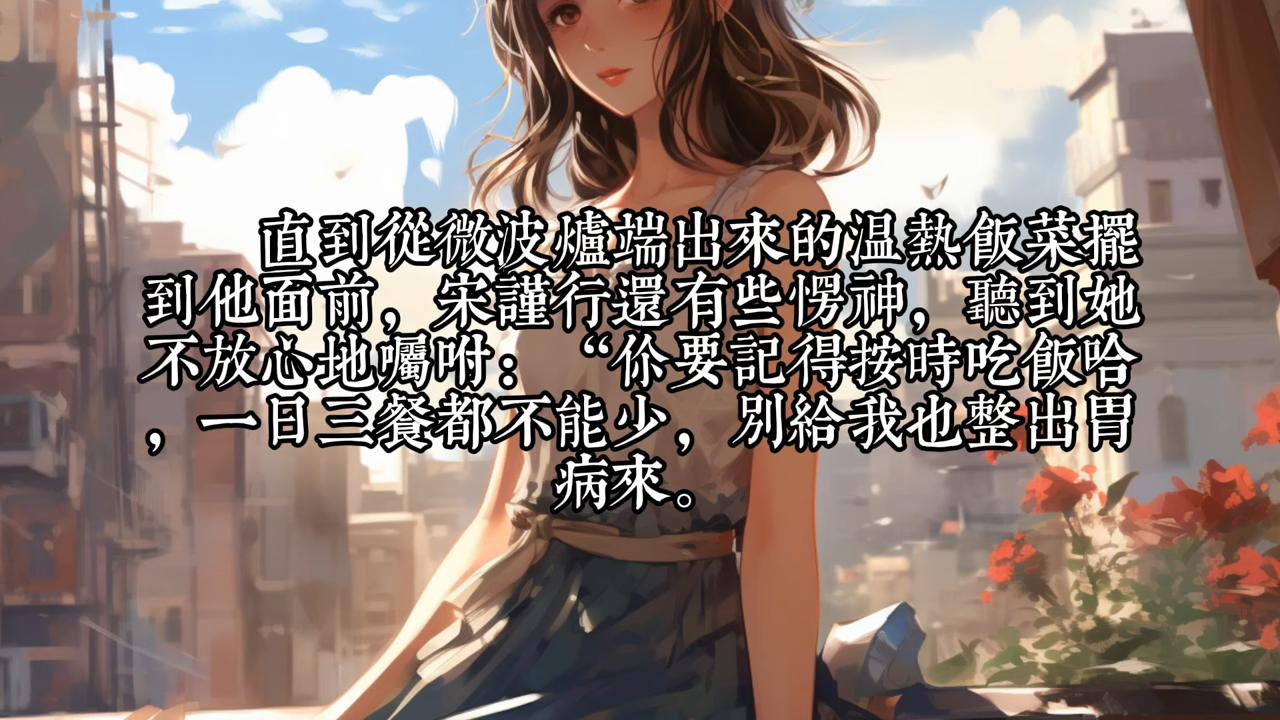 直到從微波爐端出來的温熱飯菜擺
到他面前，宋謹行還有些愣神，聽到她
不放心地囑咐：“你要記得按時吃飯哈
，一日三餐都不能少，別給我也整出胃
病來。